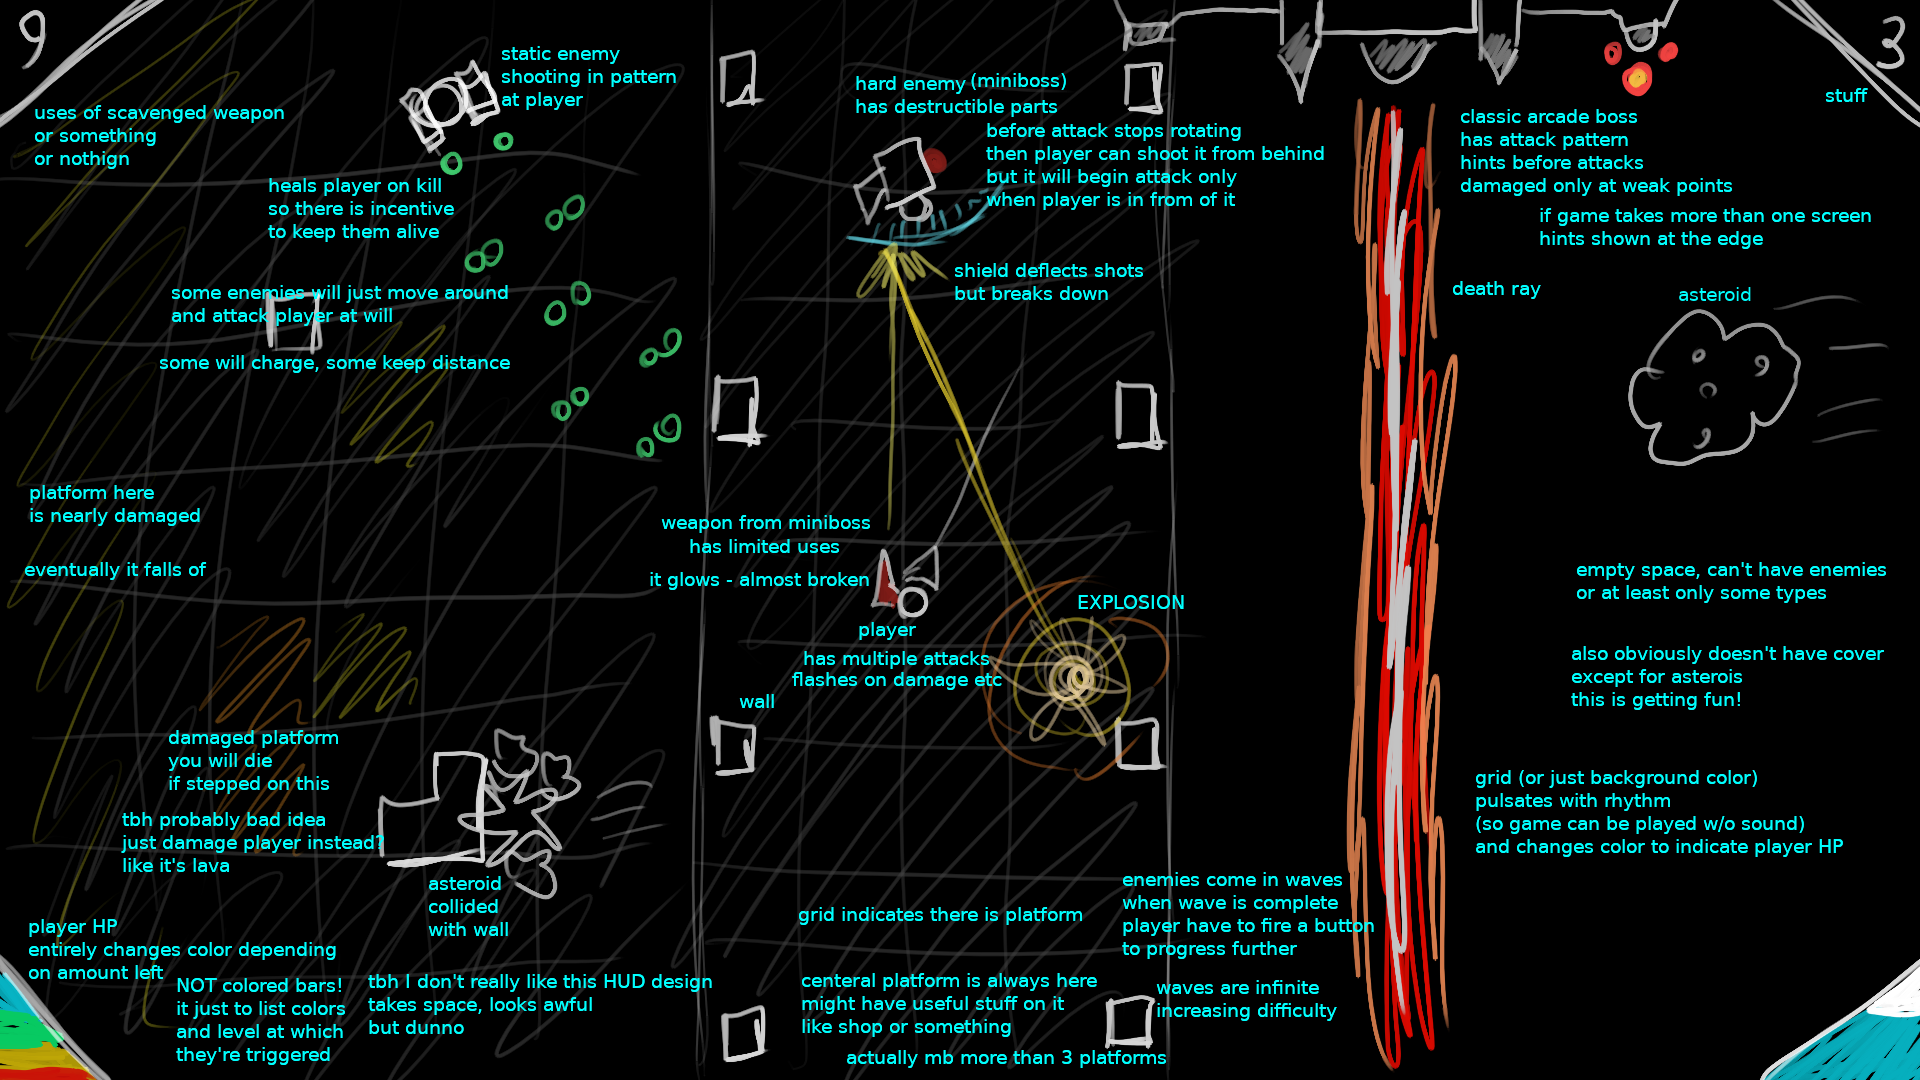 9
static enemy
shooting in pattern
at player
uses of scavenged weapon
or something
or nothign
heals player on kill
so there is incentive
to keep them alive
some enemies will just move around
and attack player at will
some will charge, some keep distance
platform here
is nearly damaged
eventually it falls of
damaged platform
you will die
if stepped on this
tbh probably bad idea
just damage player instead?
like it's lava
asteroid
collided
with wall
player HP
entirely changes color depending
on amount left
NOT colored bars!
it just to list colors
and level at which
they're triggered
tbh I don't really like this HUD design
takes space, looks awful
but dunno
hard enemy (miniboss)
has destructible parts
before attack stops rotating
then player can shoot it from behind
but it will begin attack only
when player is in from of it
shield deflects shots
but breaks down
weapon from miniboss
has limited uses
it glows - almost broken
player
has multiple attacks
flashes on damage etc
wall
EXPLOSION
grid indicates there is platform
centeral platform is always here
might have useful stuff on it
like shop or something
actually mb more than 3 platforms
enemies come in waves
when wave is complete
player have to fire a button
to progress further
waves are infinite
increasing difficulty
3
stuff
classic arcade boss
has attack pattern
hints before attacks
damaged only at weak points
if game takes more than one screen
hints shown at the edge
death ray
asteroid
empty space, can't have enemies
or at least only some types
also obviously doesn't have cover
except for asterois
this is getting fun!
grid (or just background color)
pulsates with rhythm
(so game can be played w/o sound)
and changes color to indicate player HP